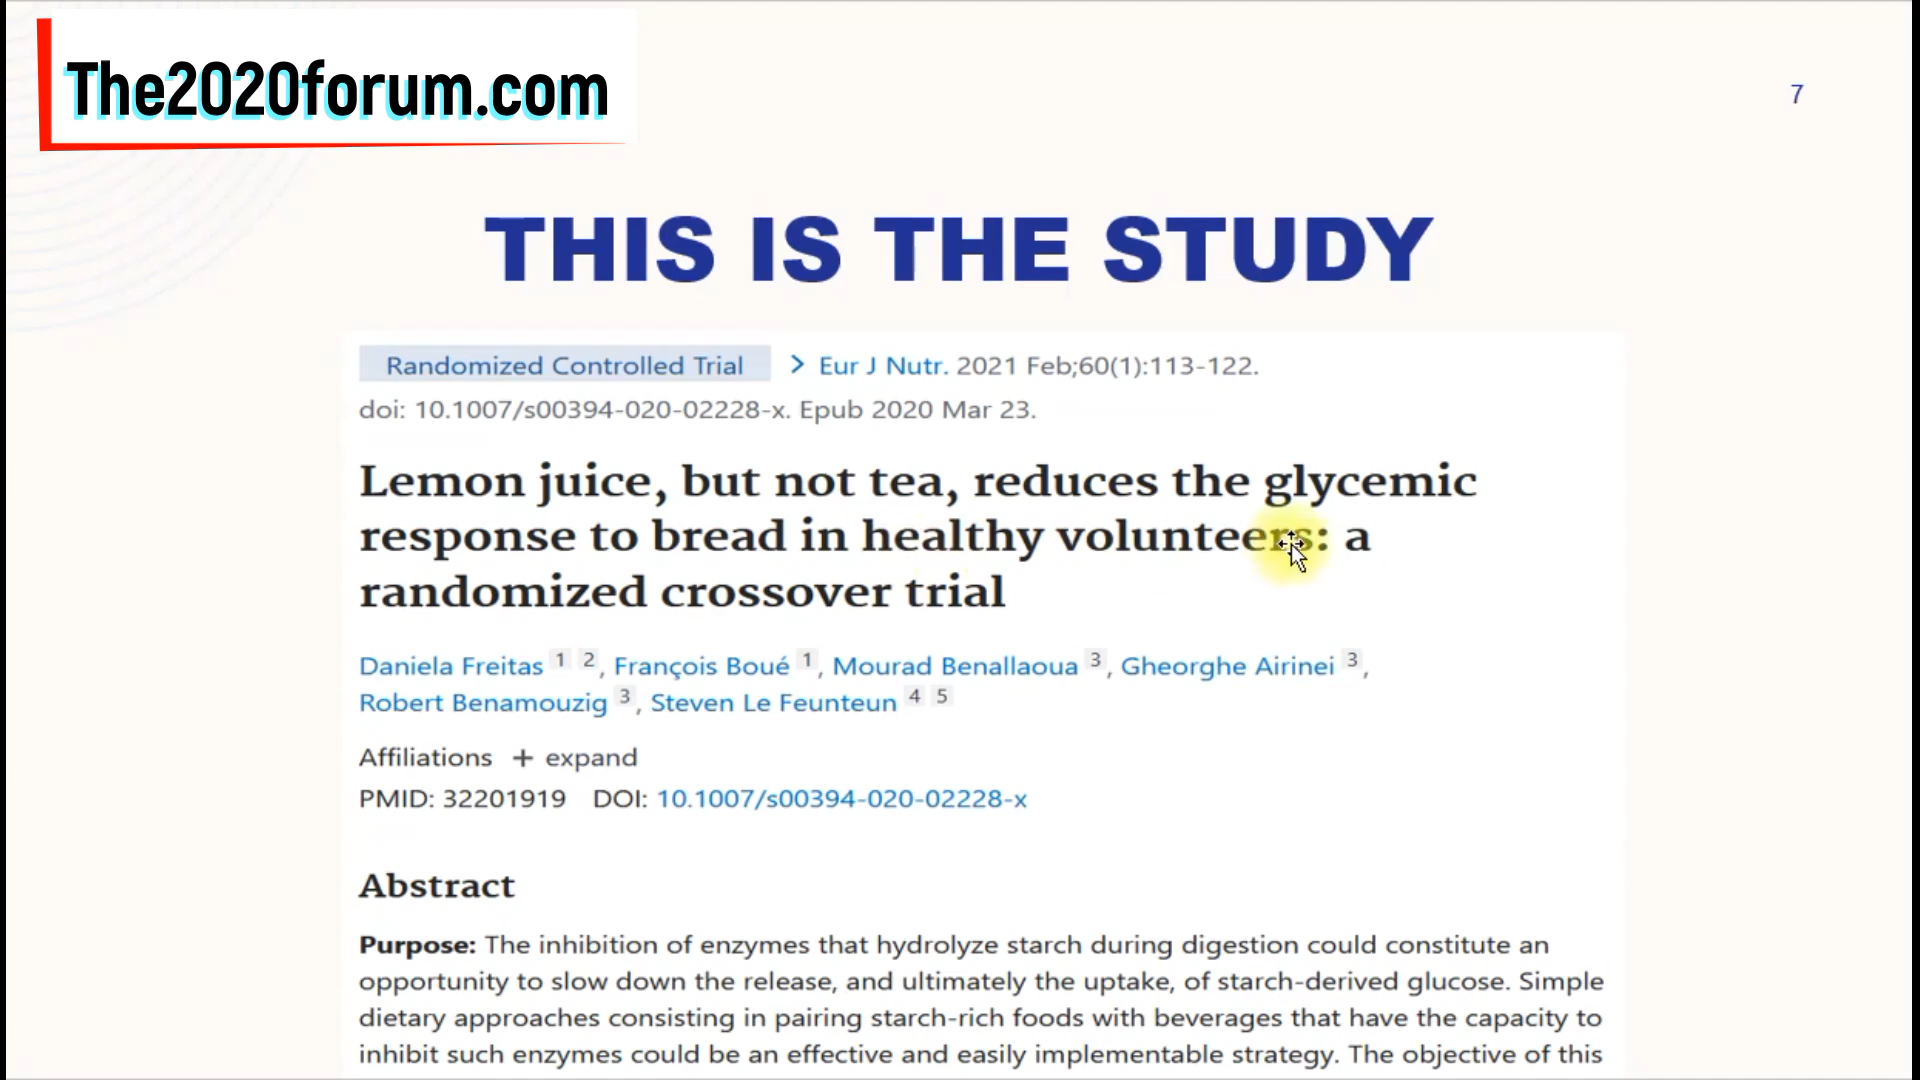 The2020forum.com
7
THIS IS THE STUDY
Randomized Controlled Trial > Eur J Nutr. 2021 Feb;60(1):113-122.
doi: 10.1007/s00394-020-02228-x. Epub 2020 Mar 23.
Lemon juice, but not tea, reduces the glycemic
response to bread in healthy volunteers: a
randomized crossover trial
Daniela Freitas 1 2, François Boué 1, Mourad Benallaoua 3, Gheorghe Airinei 3,
Robert Benamouzig 3, Steven Le Feunteun 4 5
Affiliations + expand
PMID: 32201919 DOI: 10.1007/s00394-020-02228-x
Abstract
Purpose: The inhibition of enzymes that hydrolyze starch during digestion could constitute an
opportunity to slow down the release, and ultimately the uptake, of starch-derived glucose. Simple
dietary approaches consisting in pairing starch-rich foods with beverages that have the capacity to
inhibit such enzymes could be an effective and easily implementable strategy. The objective of this